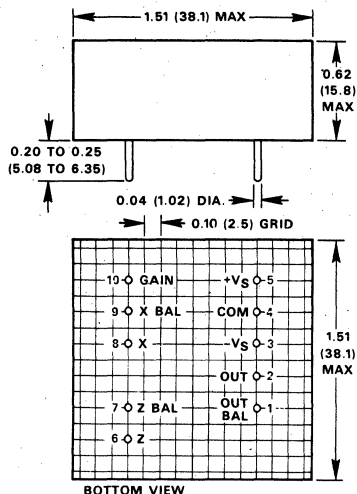 1.51 (38.1) MAX
0.62
(15.8)
MAX
0.20 TO 0.25
(5.08 TO 6.35)
0.04 (1.02) DIA.
0.10 (2.5) GRID
10 GAIN
+VS 5
9 X BAL
COM 4
8 X
-VS 3
OUT 2
7 Z BAL
OUT
BAL 1
6 Z
1.51
(38.1)
MAX
BOTTOM VIEW